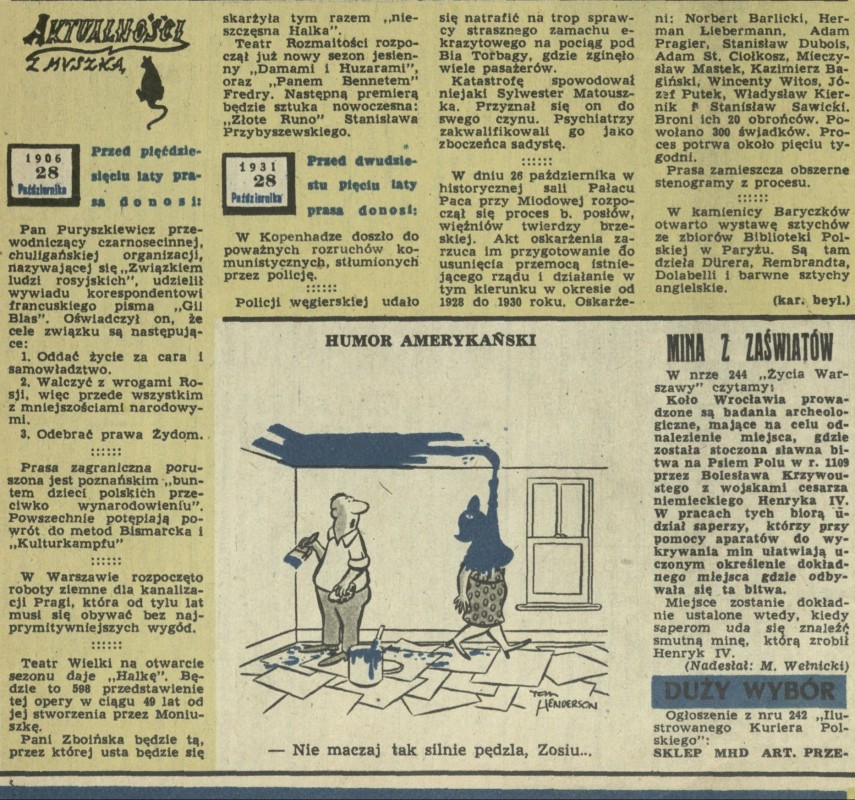 AKTUALNOŚCI
Z MYSZKĄ
1906
28
Października
Przed pięćdzie-
sięciu laty pra-
sa donosi:
Pan Puryszkiewicz prze-
wodniczący czarnosecinnej,
chuligańskiej organizacji,
nazywającej się „Związkiem
ludzi rosyjskich", udzielił
wywiadu korespondentowi
francuskiego pisma „Gil
Blas". Oświadczył on, że
cele związku są następują-
ce:
1. Oddać życie za cara i
samowładztwo.
2. Walczyć z wrogami Ro-
sji, więc przede wszystkim
z mniejszościami narodowy-
mi.
3. Odebrać prawa Żydom.
::::::
Prasa zagraniczna poru-
szona jest poznańskim „bun-
tem dzieci polskich prze-
ciwko wynarodowieniu".
Powszechnie potępiają po-
wrót do metod Bismarcka i
„Kulturkampfu"
::::::
W Warszawie rozpoczęto
roboty ziemne dla kanaliza-
cji Pragi, która od tylu lat
musi się obywać bez naj-
prymitywniejszych wygód.
::::::
Teatr Wielki na otwarcie
sezonu daje „Halkę". Bę-
dzie to 598 przedstawienie
tej opery w ciągu 49 lat od
jej stworzenia przez Moniu-
szkę.
Pani Zboińska będzie tą,
przez której usta będzie się
skarżyła tym razem „nie-
szczęsna Halka".
Teatr Rozmaitości rozpo-
czął już nowy sezon jesien-
ny „Damami i Huzarami",
oraz „Panem Bennetem"
Fredry. Następną premierą
będzie sztuka nowoczesna:
„Złote Runo" Stanisława
Przybyszewskiego.
1931
28
Października
Przed dwudzie-
stu pięciu laty
prasa donosi:
W Kopenhadze doszło do
poważnych rozruchów ko-
munistycznych, stłumionych
przez policję.
::::::
Policji węgierskiej udało
się natrafić na trop spraw-
cy strasznego zamachu e-
krazytowego na pociąg pod
Bia Torbagy, gdzie zginęło
wiele pasażerów.
Katastrofę spowodował
niejaki Sylwester Matousz-
ka. Przyznał się on do
swego czynu. Psychiatrzy
zakwalifikowali go jako
zboczeńca sadystę.
::::::
W dniu 26 października w
historycznej sali Pałacu
Paca przy Miodowej rozpo-
czął się proces b. posłów,
więźniów twierdzy brze-
skiej. Akt oskarżenia za-
rzuca im przygotowanie do
usunięcia przemocą istnie-
jącego rządu i działanie w
tym kierunku w okresie od
1928 do 1930 roku. Oskarże-
ni: Norbert Barlicki, Her-
man Liebermann, Adam
Pragier, Stanisław Dubois,
Adam St. Ciołkosz, Mieczy-
sław Mastek, Kazimierz Ba-
giński, Wincenty Witos, Jó-
zef Putek, Władysław Kier-
nik i Stanisław Sawicki.
Broni ich 20 obrońców. Po-
wołano 300 świadków. Pro-
ces potrwa około pięciu ty-
godni.
Prasa zamieszcza obszerne
stenogramy z procesu.
::::::
W kamienicy Baryczków
otwarto wystawę sztychów
ze zbiorów Biblioteki Pol-
skiej w Paryżu. Są tam
dzieła Dürera, Rembrandta,
Dolabelli i barwne sztychy
angielskie.
(kar. beyl.)
HUMOR AMERYKAŃSKI
TOM
HENDERSON
— Nie maczaj tak silnie pędzla, Zosiu...
MINA Z ZAŚWIATÓW
W nrze 244 „Życia War-
szawy" czytamy:
Koło Wrocławia prowa-
dzone są badania archeolo-
giczne, mające na celu od-
nalezienie miejsca, gdzie
została stoczona sławna bi-
twa na Psiem Polu w r. 1109
przez Bolesława Krzywou-
stego z wojskami cesarza
niemieckiego Henryka IV.
W pracach tych biorą u-
dział saperzy, którzy przy
pomocy aparatów do wy-
krywania min ułatwiają u-
czonym określenie dokład-
nego miejsca gdzie odby-
wała się ta bitwa.
Miejsce zostanie dokład-
nie ustalone wtedy, kiedy
saperom uda się znaleźć
smutną minę, którą zrobił
Henryk IV.
(Nadesłał: M. Wełnicki)
DUŻY WYBÓR
Ogłoszenie z nru 242 „Ilu-
strowanego Kuriera Pol-
skiego":
SKLEP MHD ART. PRZE-